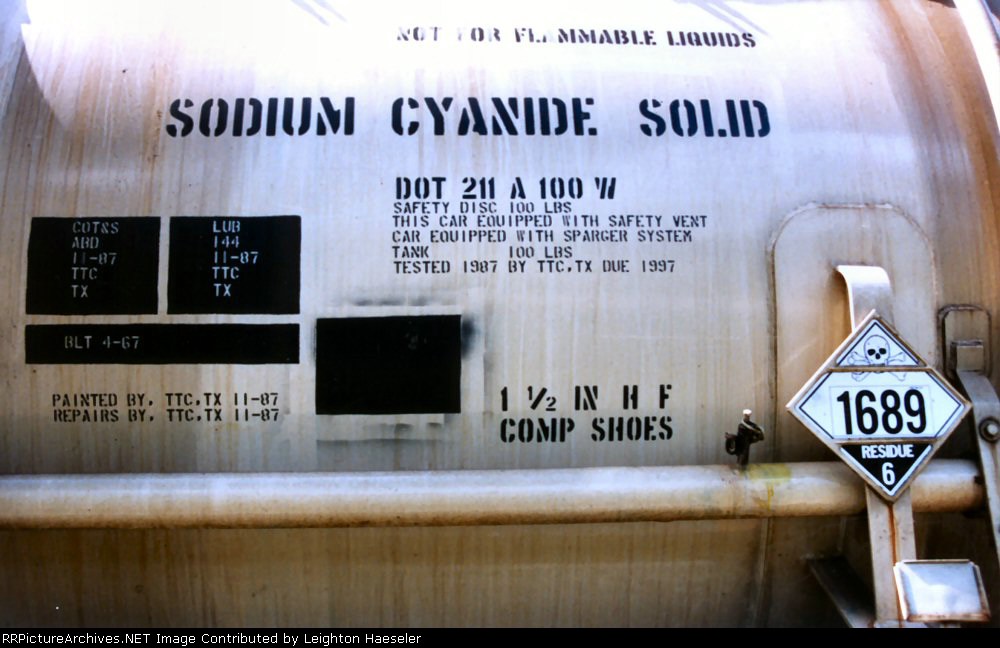 NOT FOR FLAMMABLE LIQUIDS
SODIUM CYANIDE SOLID
DOT 211 A 100 W
SAFETY DISC 100 LBS
THIS CAR EQUIPPED WITH SAFETY VENT
CAR EQUIPPED WITH SPARGER SYSTEM
TANK 100 LBS
TESTED 1987 BY TTC,TX DUE 1997
COT&S
ABD
11-87
TTC
TX
LUB
144
11-87
TTC
TX
BLT 4-67
PAINTED BY, TTC,TX 11-87
REPAIRS BY, TTC,TX 11-87
1 ½ IN H F
COMP SHOES
1689
RESIDUE
6
RRPictureArchives.NET Image Contributed by Leighton Haeseler